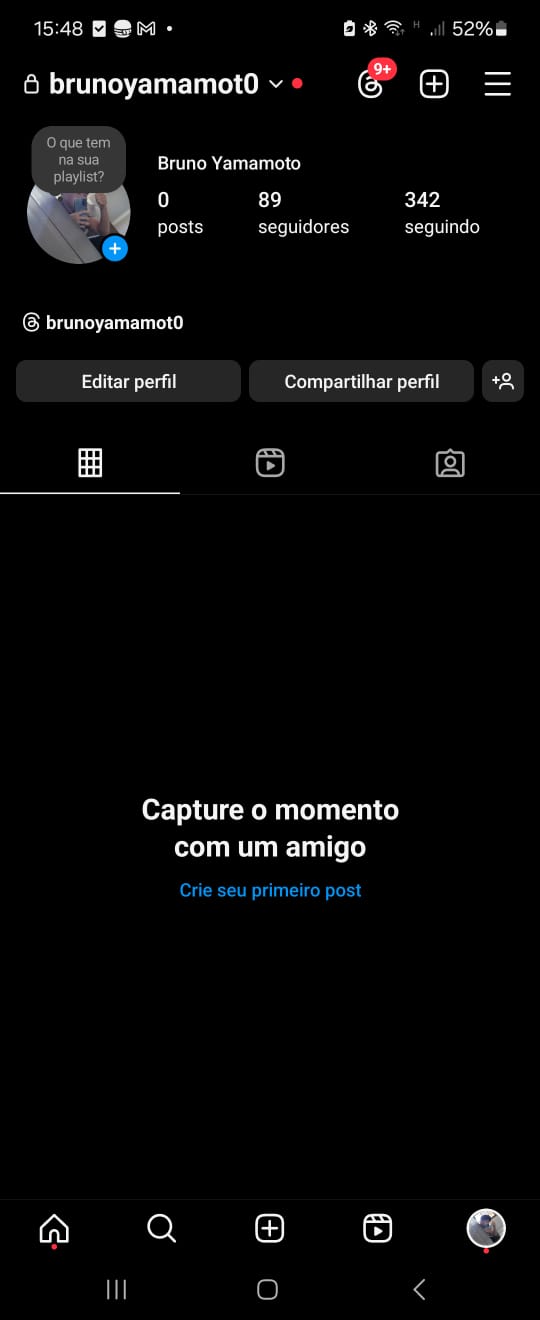 15:48
H
52%
brunoyamamot0
9+
O que tem
na sua
playlist?
Bruno Yamamoto
0 89 342
posts seguidores seguindo
brunoyamamot0
Editar perfil Compartilhar perfil
Capture o momento
com um amigo
Crie seu primeiro post